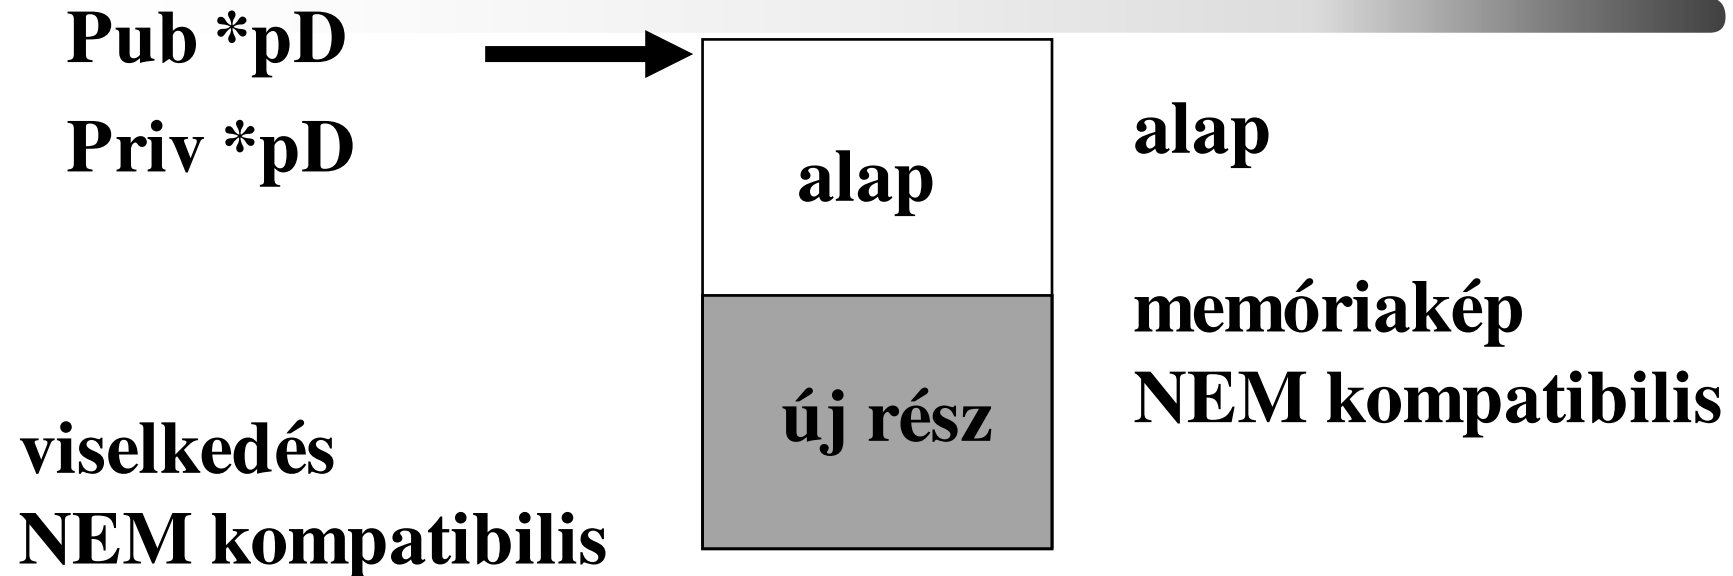 Pub *pD
Priv *pD
alap
új rész
alap
memóriakép
NEM kompatibilis
viselkedés
NEM kompatibilis